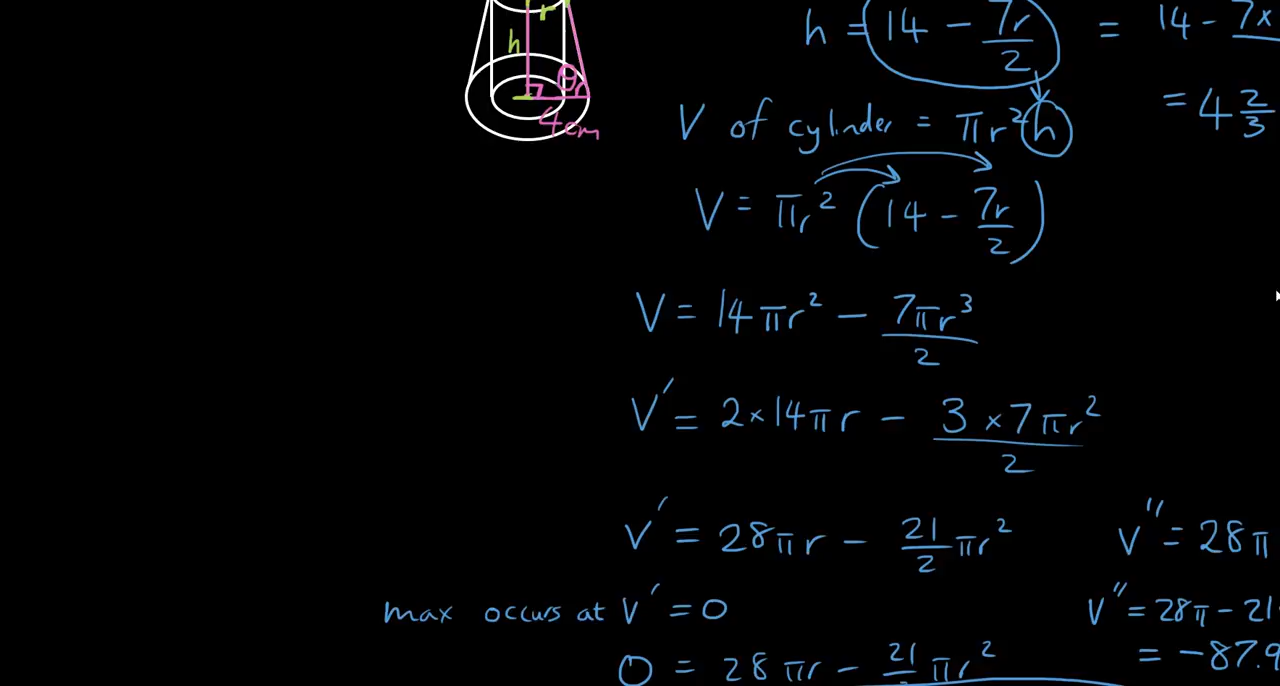 r
h
θ
4cm
h = 14 - 7r/2 = 14 - 7×
= 4 2/3
V of cylinder = πr²h
V = πr² (14 - 7r/2)
V = 14πr² - 7πr³/2
V' = 2×14πr - 3×7πr²/2
V' = 28πr - 21/2 πr²
V'' = 28π
max occurs at V' = 0
V'' = 28π - 21
0 = 28πr - 21/2 πr²
= -87.9